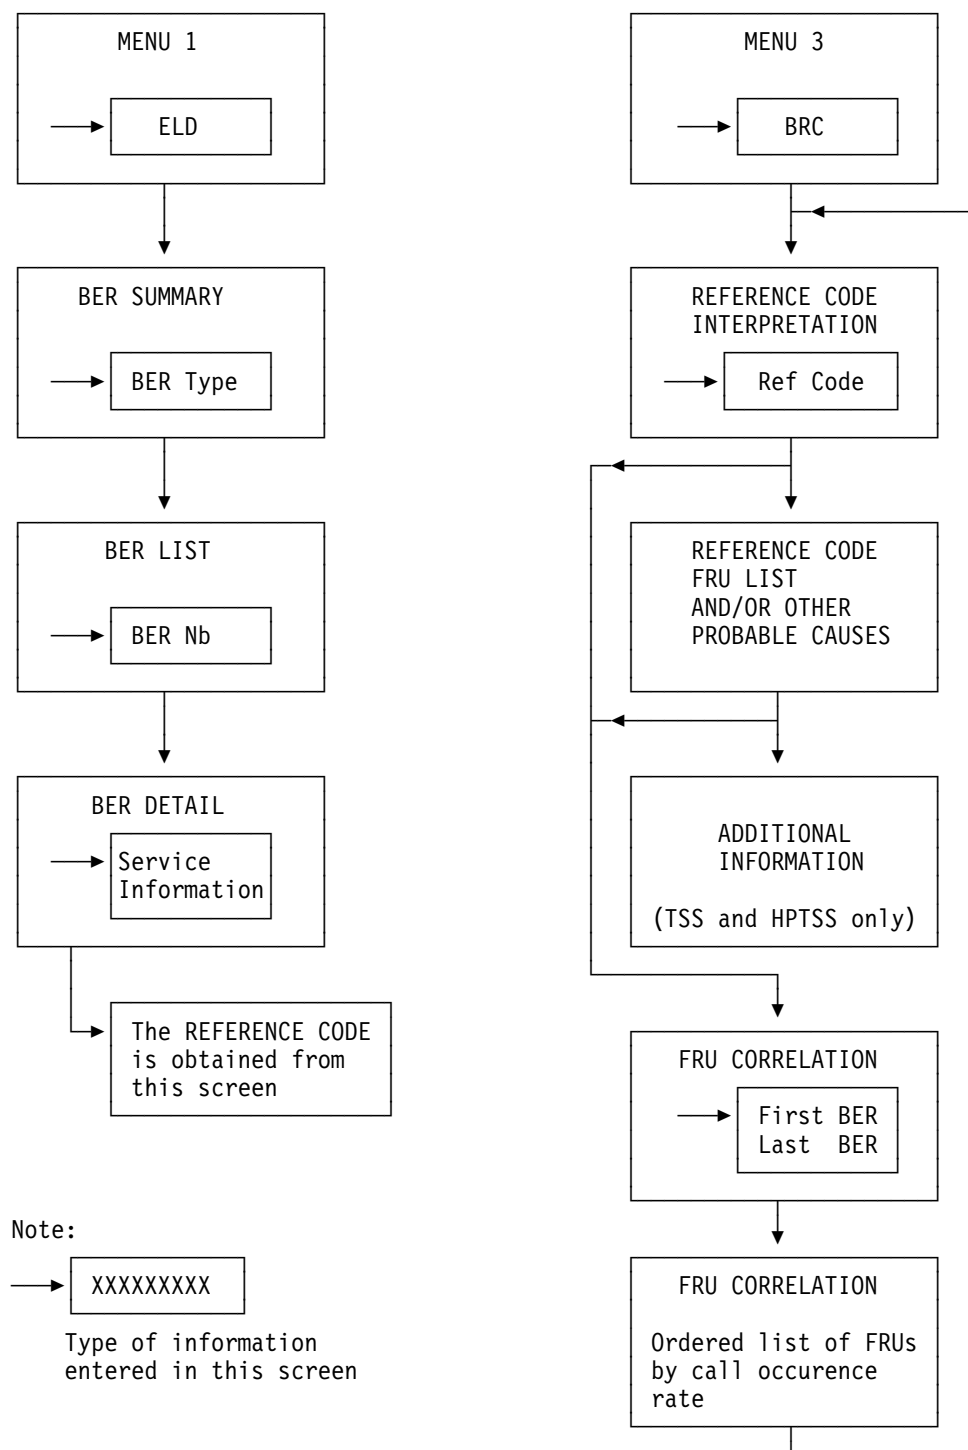 MENU 1
ELD
BER SUMMARY
BER Type
BER LIST
BER Nb
BER DETAIL
Service
Information
The REFERENCE CODE
is obtained from
this screen
Note:
XXXXXXXXX
Type of information
entered in this screen
MENU 3
BRC
REFERENCE CODE
INTERPRETATION
Ref Code
REFERENCE CODE
FRU LIST
AND/OR OTHER
PROBABLE CAUSES
ADDITIONAL
INFORMATION
(TSS and HPTSS only)
FRU CORRELATION
First BER
Last BER
FRU CORRELATION
Ordered list of FRUs
by call occurence
rate